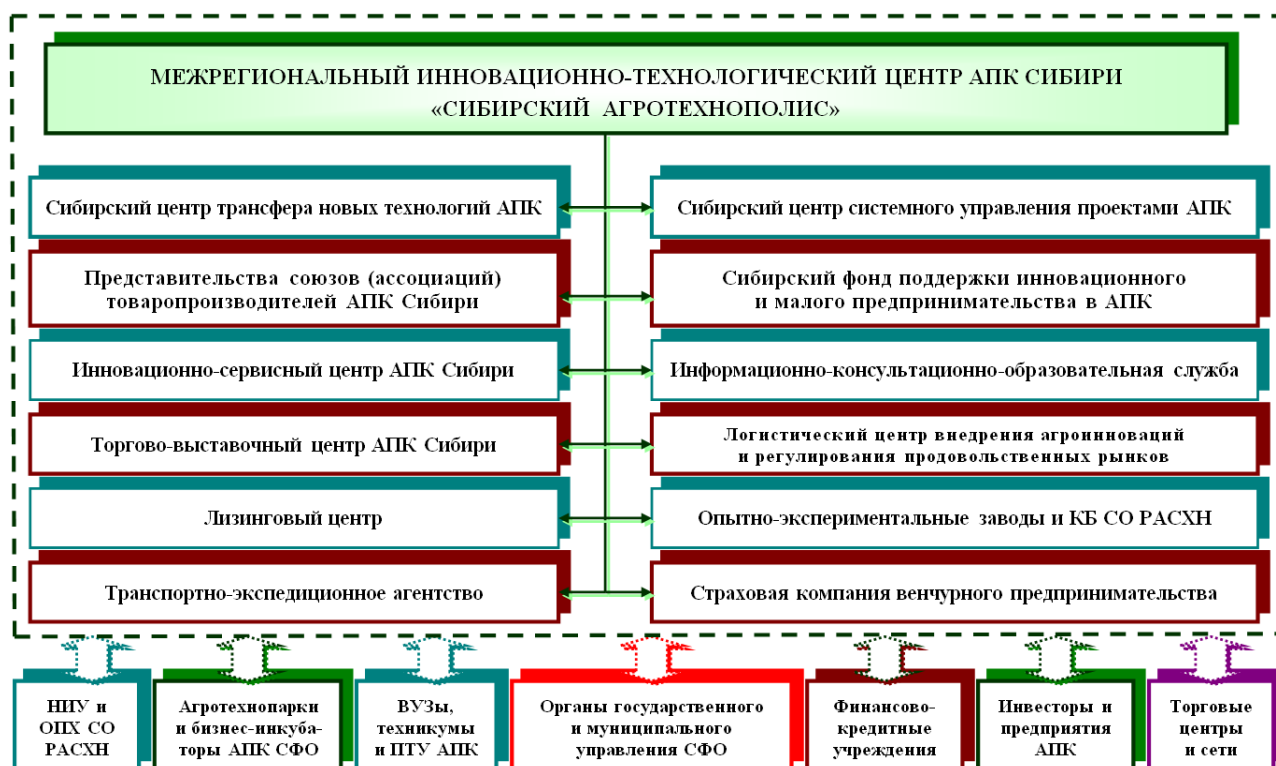 МЕЖРЕГИОНАЛЬНЫЙ ИННОВАЦИОННО-ТЕХНОЛОГИЧЕСКИЙ ЦЕНТР АПК СИБИРИ
«СИБИРСКИЙ АГРОТЕХНОПОЛИС»
Сибирский центр трансфера новых технологий АПК
Сибирский центр системного управления проектами АПК
Представительства союзов (ассоциаций)
товаропроизводителей АПК Сибири
Сибирский фонд поддержки инновационного
и малого предпринимательства в АПК
Инновационно-сервисный центр АПК Сибири
Информационно-консультационно-образовательная служба
Торгово-выставочный центр АПК Сибири
Логистический центр внедрения агроинноваций
и регулирования продовольственных рынков
Лизинговый центр
Опытно-экспериментальные заводы и КБ СО РАСХН
Транспортно-экспедиционное агентство
Страховая компания венчурного предпринимательства
НИУ и
ОПХ СО
РАСХН
Агротехнопарки
и бизнес-инкуба-
торы АПК СФО
ВУЗы,
техникумы
и ПТУ АПК
Органы государственного
и муниципального
управления СФО
Финансово-
кредитные
учреждения
Инвесторы и
предприятия
АПК
Торговые
центры
и сети